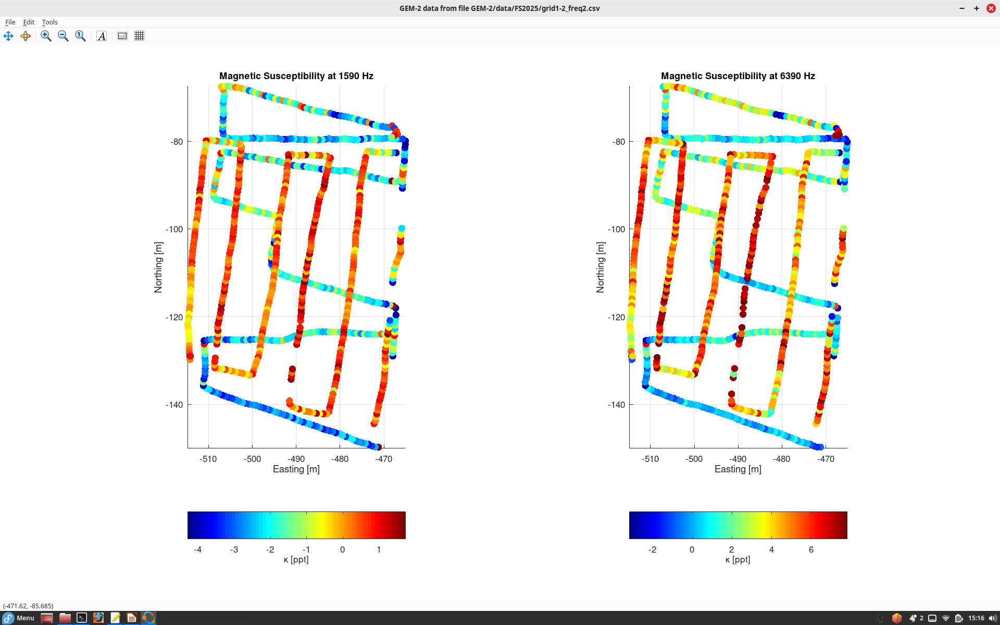 GEM-2 data from file GEM-2/data/FS2025/grid1-2_freq2.csv
File Edit Tools
1 A
Magnetic Susceptibility at 1590 Hz
-80
-100
-120
-140
Northing [m]
-510 -500 -490 -480 -470
Easting [m]
-4 -3 -2 -1 0 1
κ [ppt]
Magnetic Susceptibility at 6390 Hz
-80
-100
-120
-140
Northing [m]
-510 -500 -490 -480 -470
Easting [m]
-2 0 2 4 6
κ [ppt]
(-471.62, -85.685)
Menu 2 15:16